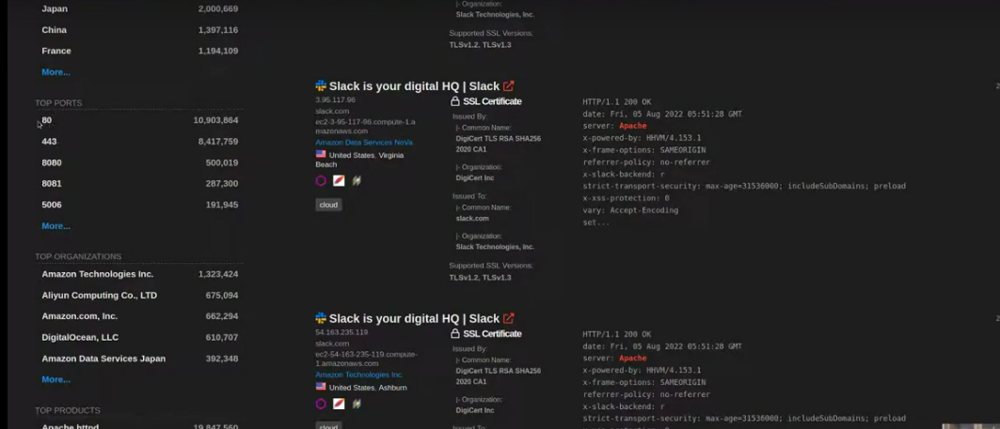 Japan 2,000,669
China 1,397,116
France 1,194,109
More...
TOP PORTS
80 10,903,864
443 8,417,759
8080 500,019
8081 287,300
5006 191,945
More...
TOP ORGANIZATIONS
Amazon Technologies Inc. 1,323,424
Aliyun Computing Co., LTD 675,094
Amazon.com, Inc. 662,294
DigitalOcean, LLC 610,707
Amazon Data Services Japan 392,348
More...
TOP PRODUCTS
Apache httpd 19,847,560
|- Organization:
Slack Technologies, Inc.
Supported SSL Versions:
TLSv1.2, TLSv1.3
Slack is your digital HQ | Slack
3.95.117.96
slack.com
ec2-3-95-117-96.compute-1.a
mazonaws.com
Amazon Data Services NoVa
United States, Virginia
Beach
cloud
SSL Certificate
Issued By:
|- Common Name:
DigiCert TLS RSA SHA256
2020 CA1
|- Organization:
DigiCert Inc
Issued To:
|- Common Name:
slack.com
|- Organization:
Slack Technologies, Inc.
Supported SSL Versions:
TLSv1.2, TLSv1.3
HTTP/1.1 200 OK
date: Fri, 05 Aug 2022 05:51:28 GMT
server: Apache
x-powered-by: HHVM/4.153.1
x-frame-options: SAMEORIGIN
referrer-policy: no-referrer
x-slack-backend: r
strict-transport-security: max-age=31536000; includeSubDomains; preload
x-xss-protection: 0
vary: Accept-Encoding
set...
2
Slack is your digital HQ | Slack
54.163.235.119
slack.com
ec2-54-163-235-119.compute-
1.amazonaws.com
Amazon Technologies Inc.
United States, Ashburn
cloud
SSL Certificate
Issued By:
|- Common Name:
DigiCert TLS RSA SHA256
2020 CA1
|- Organization:
DigiCert Inc
Issued To:
HTTP/1.1 200 OK
date: Fri, 05 Aug 2022 05:51:28 GMT
server: Apache
x-powered-by: HHVM/4.153.1
x-frame-options: SAMEORIGIN
referrer-policy: no-referrer
x-slack-backend: r
strict-transport-security: max-age=31536000; includeSubDomains; preload
2